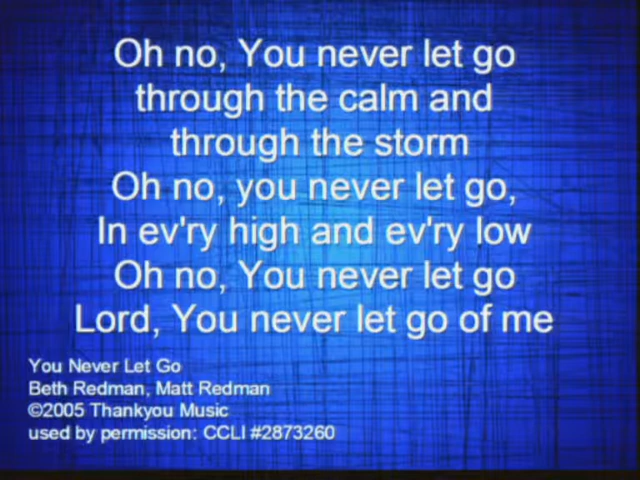 Oh no, You never let go
through the calm and
through the storm
Oh no, you never let go,
In ev'ry high and ev'ry low
Oh no, You never let go
Lord, You never let go of me
You Never Let Go
Beth Redman, Matt Redman
©2005 Thankyou Music
used by permission: CCLI #2873260